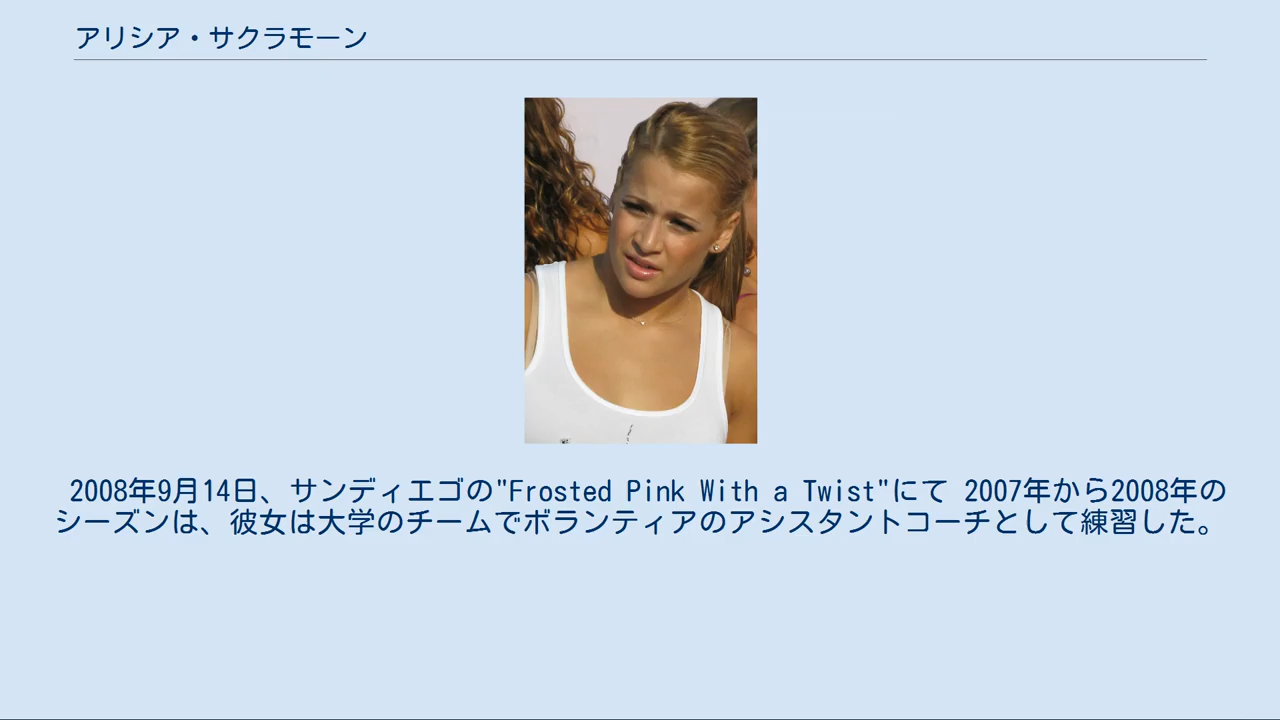 アリシア・サクラモーン
2008年9月14日、サンディエゴの"Frosted Pink With a Twist"にて 2007年から2008年の
シーズンは、彼女は大学のチームでボランティアのアシスタントコーチとして練習した。